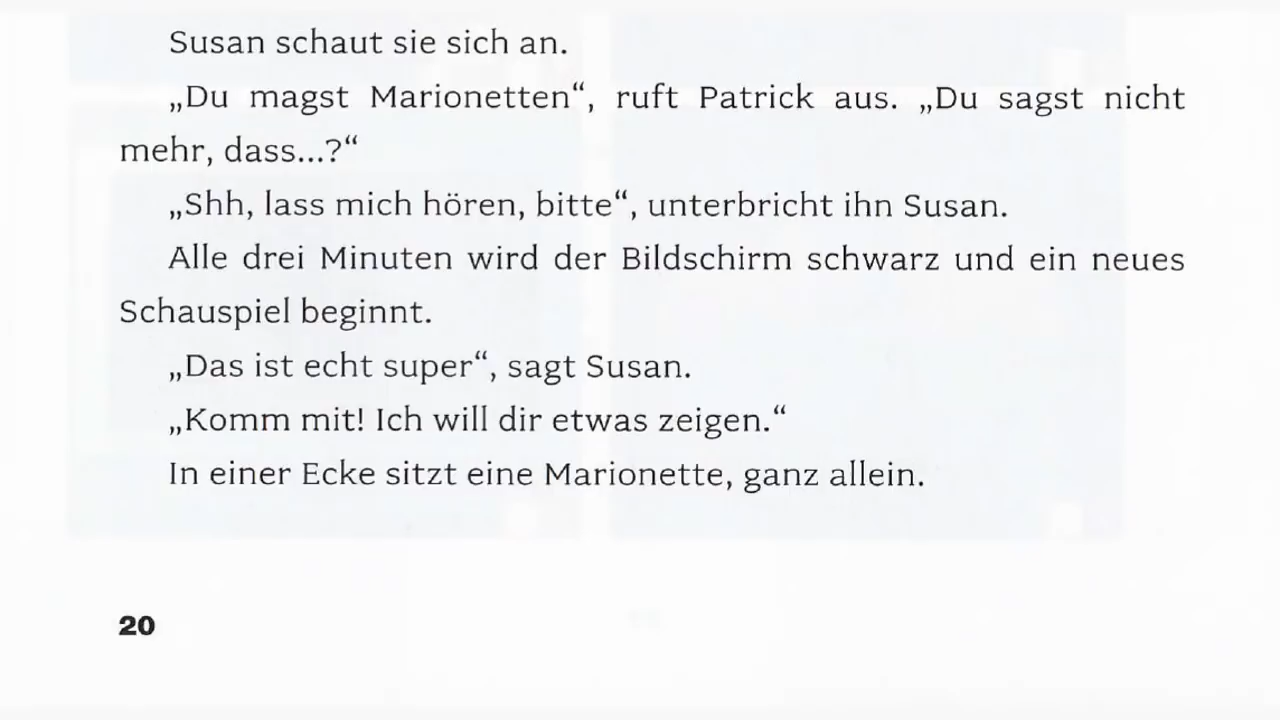 Susan schaut sie sich an.
„Du magst Marionetten“, ruft Patrick aus. „Du sagst nicht
mehr, dass...?“
„Shh, lass mich hören, bitte“, unterbricht ihn Susan.
Alle drei Minuten wird der Bildschirm schwarz und ein neues
Schauspiel beginnt.
„Das ist echt super“, sagt Susan.
„Komm mit! Ich will dir etwas zeigen.“
In einer Ecke sitzt eine Marionette, ganz allein.
20